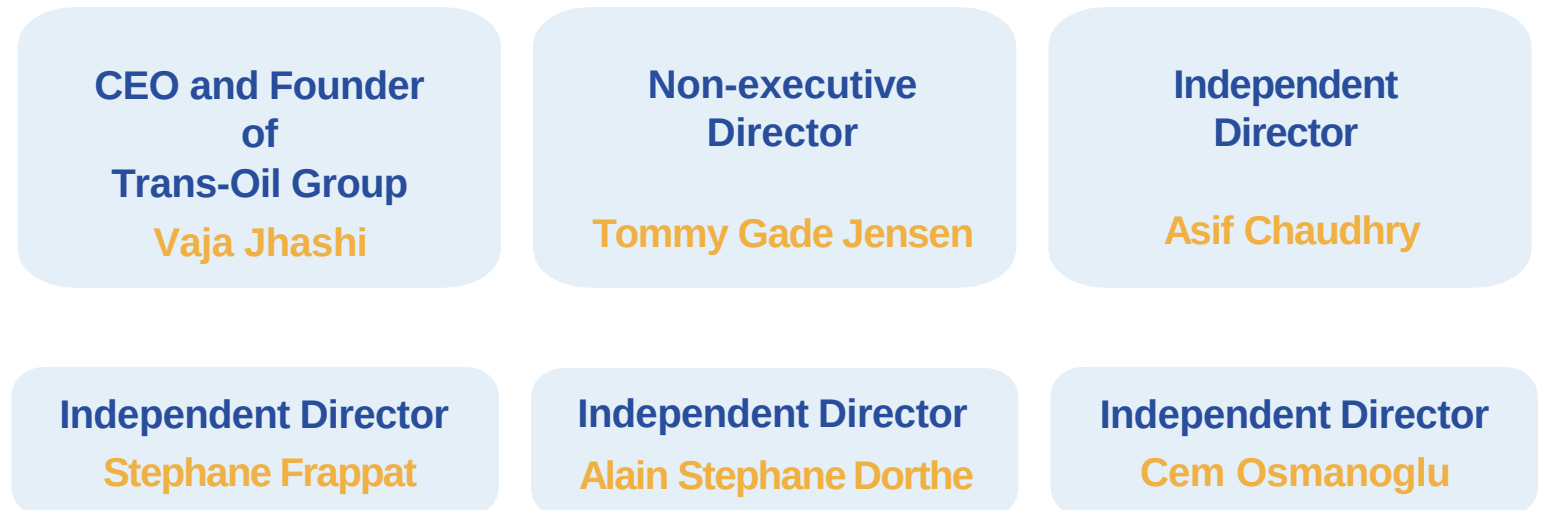 CEO and Founder
of
Trans-Oil Group
Vaja Jhashi
Non-executive
Director
Tommy Gade Jensen
Independent
Director
Asif Chaudhry
Independent Director
Stephane Frappat
Independent Director
Alain Stephane Dorthe
Independent Director
Cem Osmanoglu